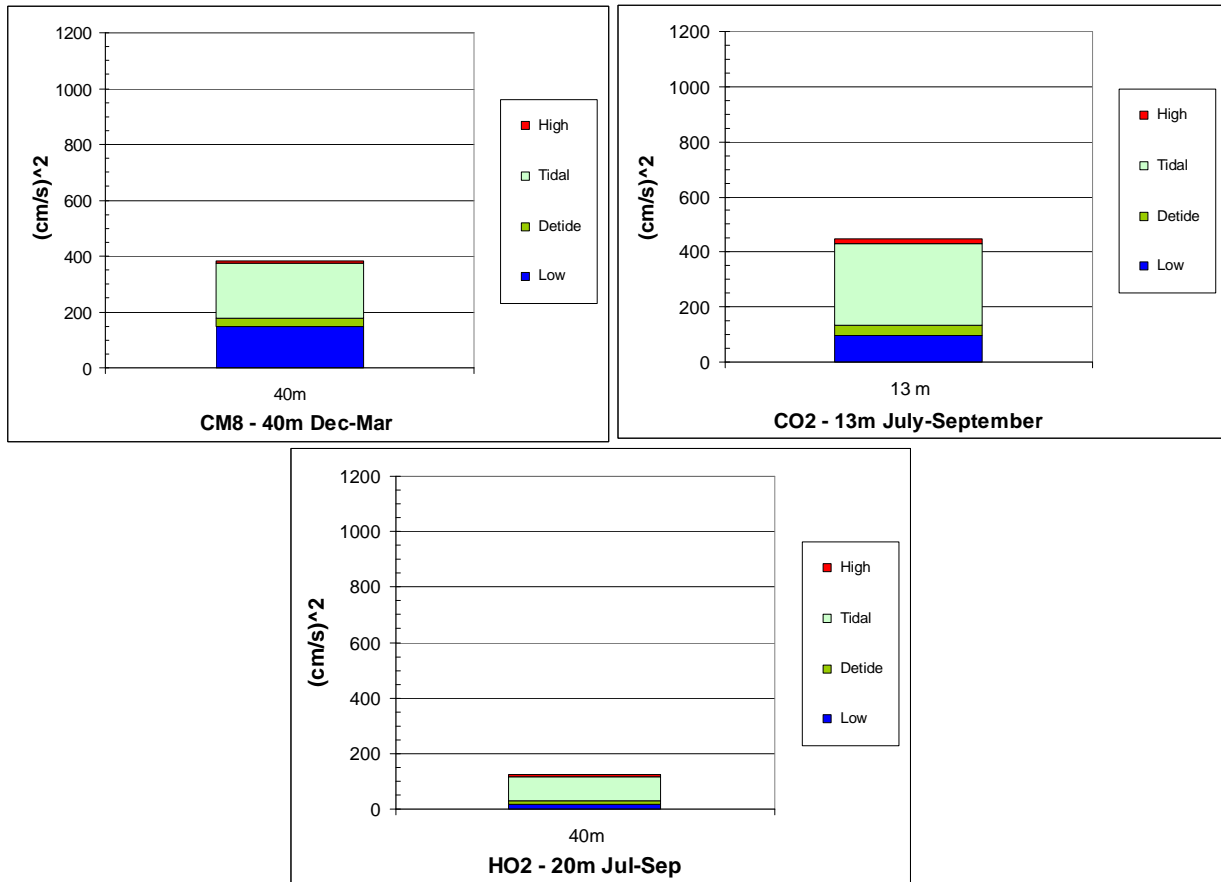 1200
1000
800
600
400
200
0
(cm/s)^2
40m
CM8 - 40m Dec-Mar
High
Tidal
Detide
Low
1200
1000
800
600
400
200
0
(cm/s)^2
13 m
CO2 - 13m July-September
High
Tidal
Detide
Low
1200
1000
800
600
400
200
0
(cm/s)^2
40m
HO2 - 20m Jul-Sep
High
Tidal
Detide
Low